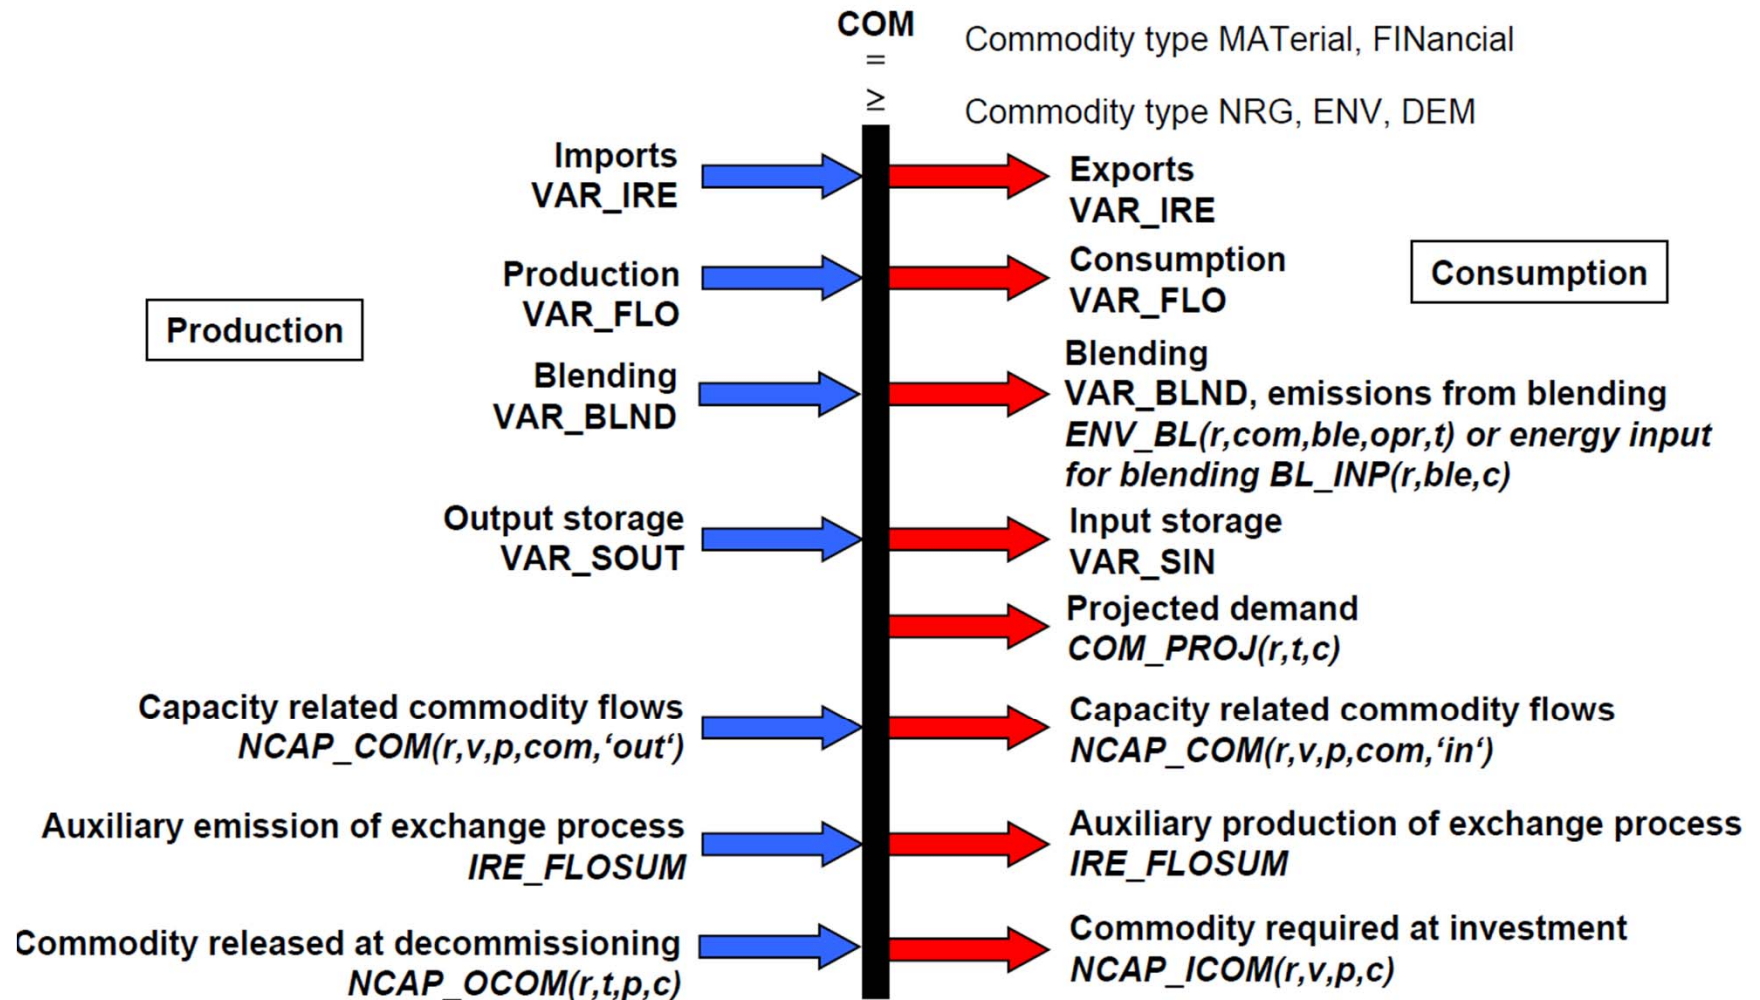 COM
=
≥
Commodity type MATerial, FINancial
Commodity type NRG, ENV, DEM
Production
Imports
VAR_IRE
Production
VAR_FLO
Blending
VAR_BLND
Output storage
VAR_SOUT
Capacity related commodity flows
NCAP_COM(r,v,p,com,‘out‘)
Auxiliary emission of exchange process
IRE_FLOSUM
Commodity released at decommissioning
NCAP_OCOM(r,t,p,c)
Exports
VAR_IRE
Consumption
VAR_FLO
Blending
VAR_BLND, emissions from blending
ENV_BL(r,com,ble,opr,t) or energy input
for blending BL_INP(r,ble,c)
Input storage
VAR_SIN
Projected demand
COM_PROJ(r,t,c)
Capacity related commodity flows
NCAP_COM(r,v,p,com,‘in‘)
Auxiliary production of exchange process
IRE_FLOSUM
Commodity required at investment
NCAP_ICOM(r,v,p,c)
Consumption